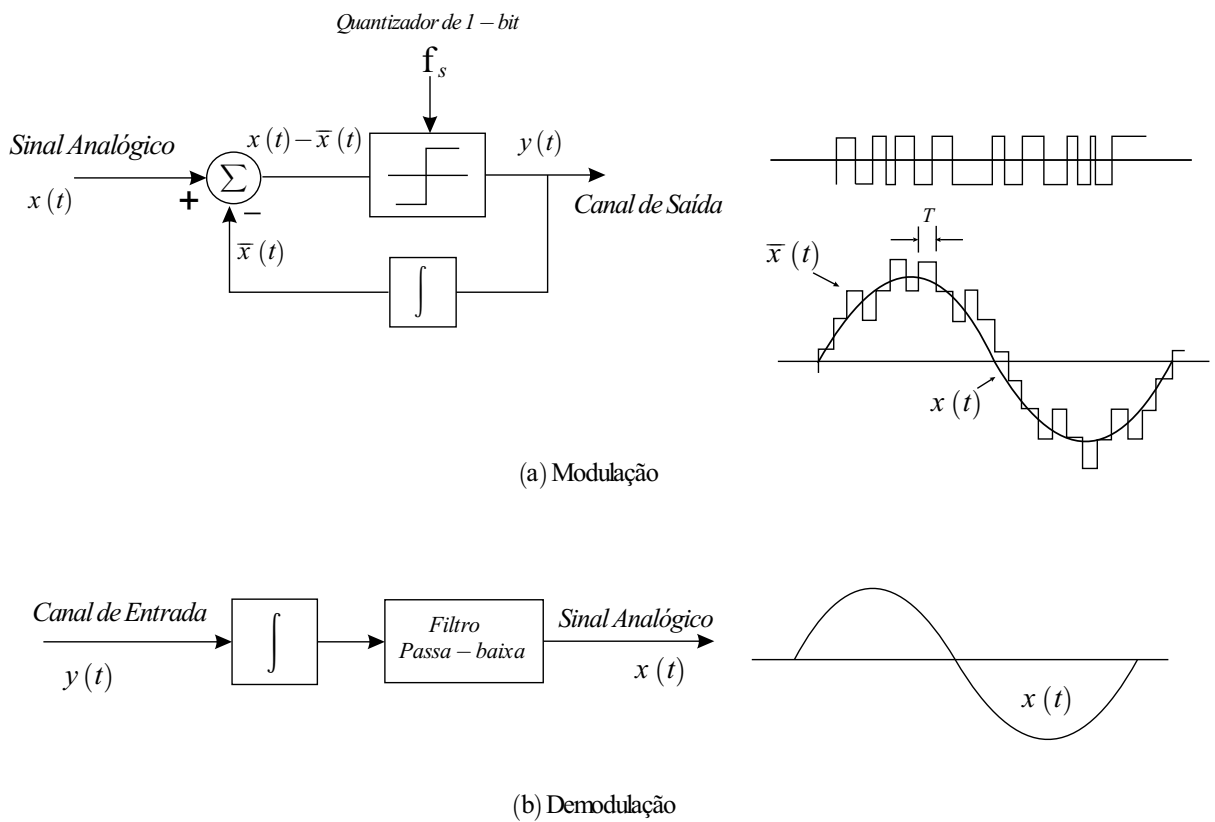 Quantizador de 1 – bit
f s
Sinal Analógico
x (t)
+
∑
–
x (t) – x̅ (t)
y (t)
Canal de Saída
x̅ (t)
∫
T
x̅ (t)
x (t)
(a) Modulação
Canal de Entrada
y (t)
∫
Filtro
Passa – baixa
Sinal Analógico
x (t)
x (t)
(b) Demodulação